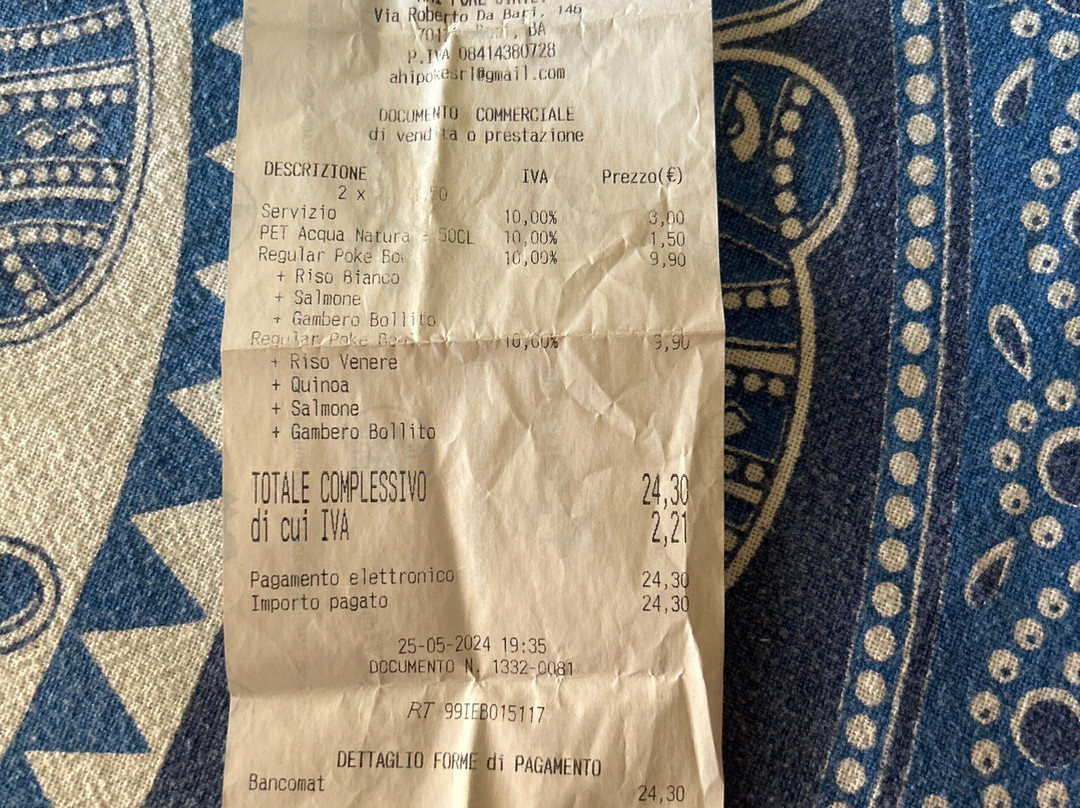 Via Roberto Da Bari, 146
BA
P.IVA 08414380728
ahipokesrl@gmail.com
DOCUMENTO COMMERCIALE
di vendita o prestazione
DESCRIZIONE IVA Prezzo(€)
2 x
Servizio 10,00% 3,00
PET Acqua Naturale 50CL 10,00% 1,50
Regular Poke 10,00% 9,90
+ Riso Bianco
+ Salmone
+ Gambero Bollito
Regular Poke 10,00% 9,90
+ Riso Venere
+ Quinoa
+ Salmone
+ Gambero Bollito
TOTALE COMPLESSIVO 24,30
di cui IVA 2,21
Pagamento elettronico 24,30
Importo pagato 24,30
25-05-2024 19:35
DOCUMENTO N. 1332-0081
RT 99IEB015117
DETTAGLIO FORME di PAGAMENTO
Bancomat 24,30